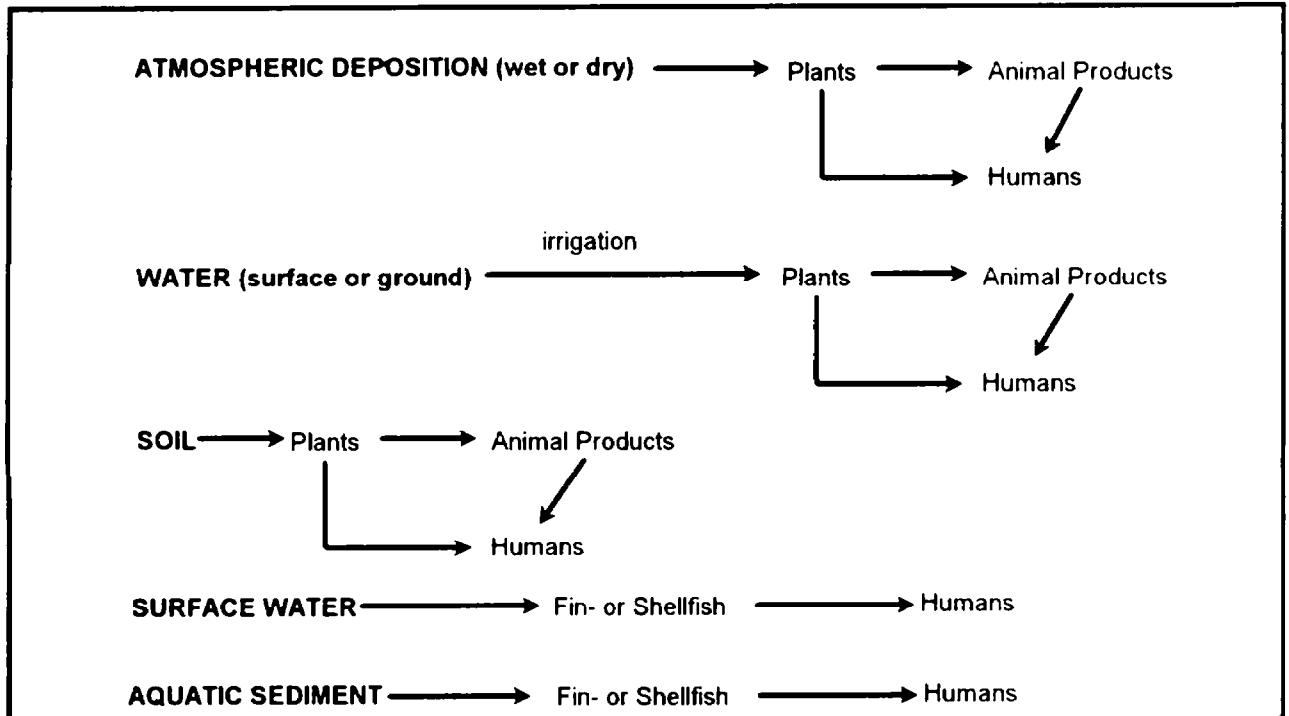 ATMOSPHERIC DEPOSITION (wet or dry) Plants Animal Products
Humans
irrigation
WATER (surface or ground) Plants Animal Products
Humans
SOIL Plants Animal Products
Humans
SURFACE WATER Fin- or Shellfish Humans
AQUATIC SEDIMENT Fin- or Shellfish Humans